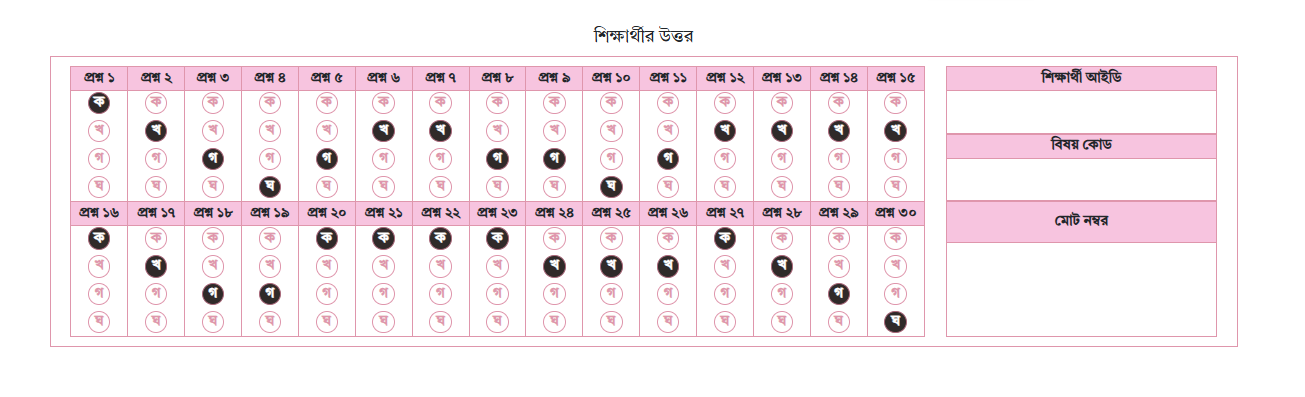 শিক্ষার্থীর উত্তর
প্রশ্ন ১ প্রশ্ন ২ প্রশ্ন ৩ প্রশ্ন ৪ প্রশ্ন ৫ প্রশ্ন ৬ প্রশ্ন ৭ প্রশ্ন ৮ প্রশ্ন ৯ প্রশ্ন ১০ প্রশ্ন ১১ প্রশ্ন ১২ প্রশ্ন ১৩ প্রশ্ন ১৪ প্রশ্ন ১৫
ক ক ক ক ক ক ক ক ক ক ক ক ক ক ক
খ খ খ খ খ খ খ খ খ খ খ খ খ খ খ
গ গ গ গ গ গ গ গ গ গ গ গ গ গ গ
ঘ ঘ ঘ ঘ ঘ ঘ ঘ ঘ ঘ ঘ ঘ ঘ ঘ ঘ ঘ
প্রশ্ন ১৬ প্রশ্ন ১৭ প্রশ্ন ১৮ প্রশ্ন ১৯ প্রশ্ন ২০ প্রশ্ন ২১ প্রশ্ন ২২ প্রশ্ন ২৩ প্রশ্ন ২৪ প্রশ্ন ২৫ প্রশ্ন ২৬ প্রশ্ন ২৭ প্রশ্ন ২৮ প্রশ্ন ২৯ প্রশ্ন ৩০
ক ক ক ক ক ক ক ক ক ক ক ক ক ক ক
খ খ খ খ খ খ খ খ খ খ খ খ খ খ খ
গ গ গ গ গ গ গ গ গ গ গ গ গ গ গ
ঘ ঘ ঘ ঘ ঘ ঘ ঘ ঘ ঘ ঘ ঘ ঘ ঘ ঘ ঘ
শিক্ষার্থী আইডি
বিষয় কোড
মোট নম্বর